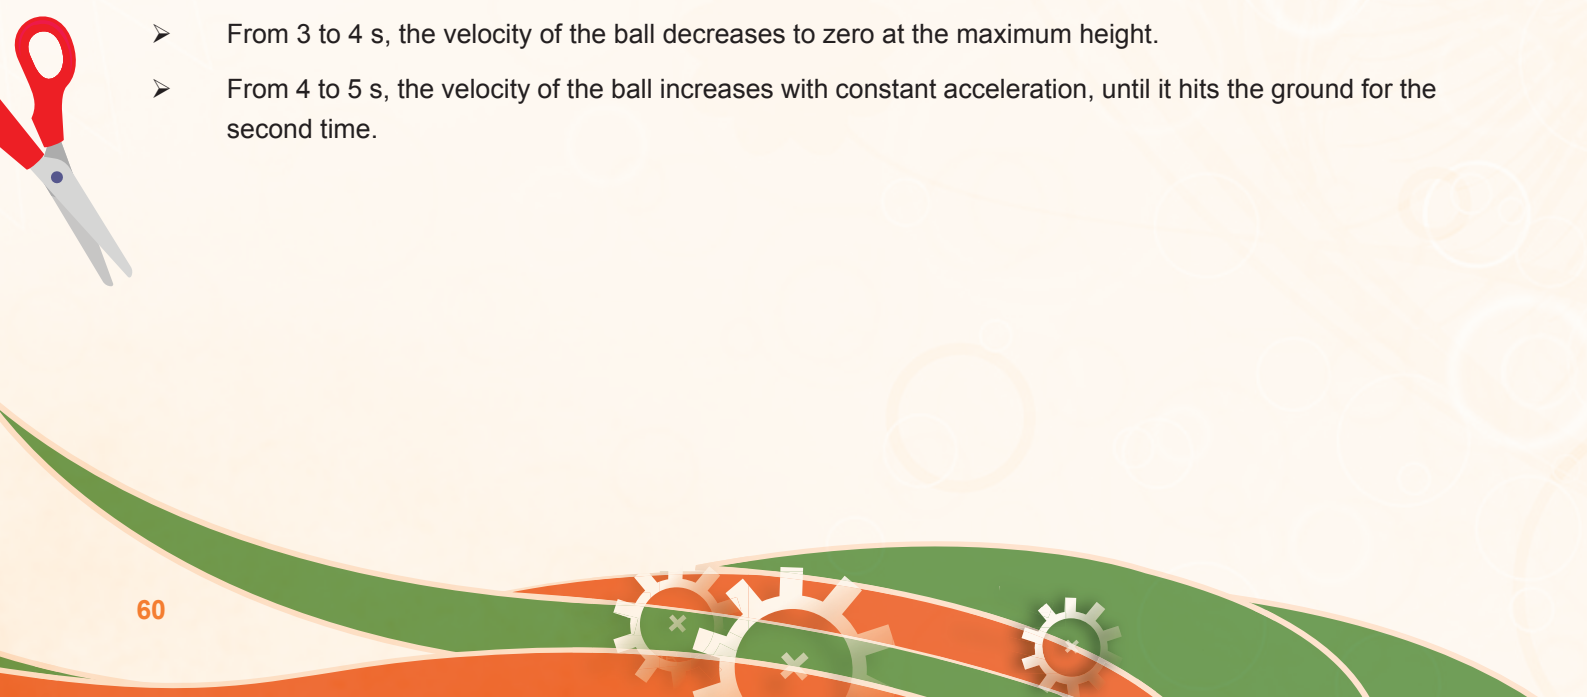 ➢ From 3 to 4 s, the velocity of the ball decreases to zero at the maximum height.
➢ From 4 to 5 s, the velocity of the ball increases with constant acceleration, until it hits the ground for the
second time.
60